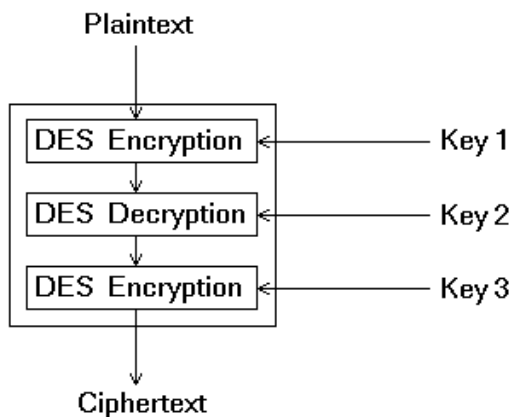 Plaintext
DES Encryption
Key 1
DES Decryption
Key 2
DES Encryption
Key 3
Ciphertext